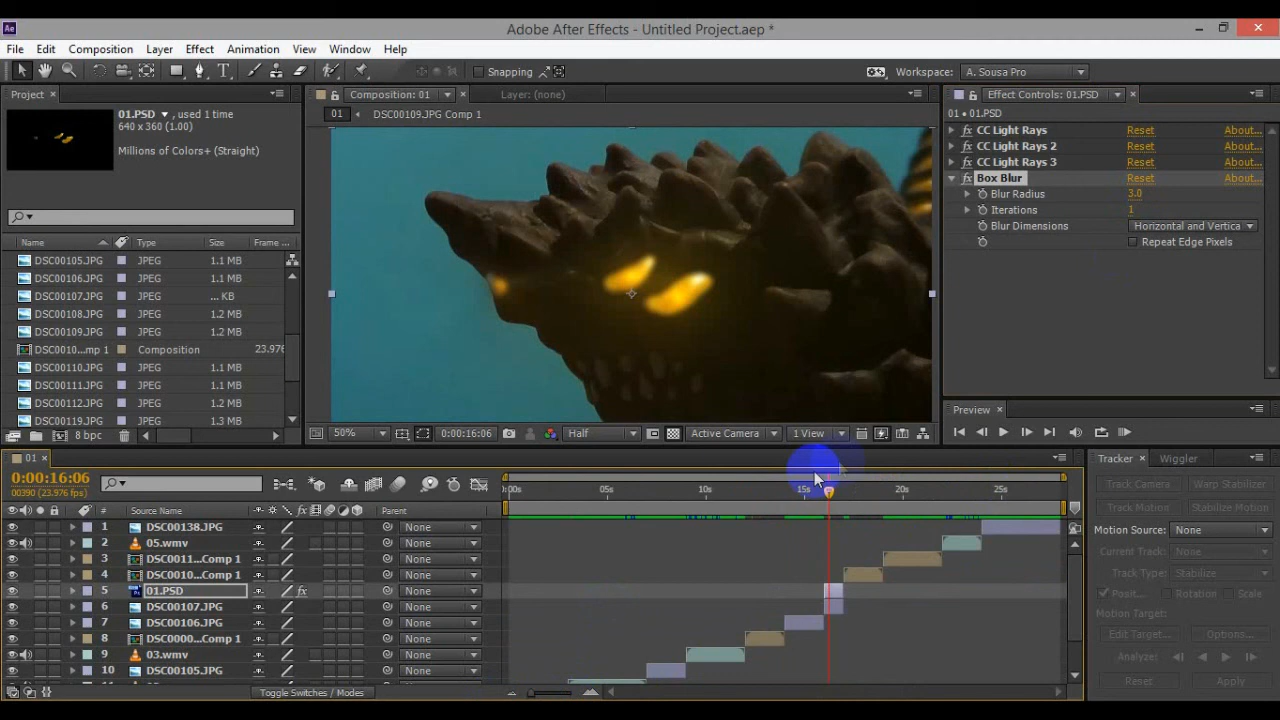 Adobe After Effects - Untitled Project.aep *
File Edit Composition Layer Effect Animation View Window Help
Snapping
Workspace: A. Sousa Pro
Project
01.PSD , used 1 time
640 x 360 (1.00)
Millions of Colors+ (Straight)
Name Type Size Frame ...
DSC00105.JPG JPEG 1.1 MB
DSC00106.JPG JPEG 1.1 MB
DSC00107.JPG JPEG ... KB
DSC00108.JPG JPEG 1.2 MB
DSC00109.JPG JPEG 1.2 MB
DSC0010...mp 1 Composition 23.976
DSC00110.JPG JPEG 1.1 MB
DSC00111.JPG JPEG 1.1 MB
DSC00112.JPG JPEG 1.2 MB
DSC00119.JPG JPEG 1.3 MB
8 bpc
Composition: 01 Layer: (none)
01 DSC00109.JPG Comp 1
50% 0:00:16:06 Half Active Camera 1 View
Effect Controls: 01.PSD
01 • 01.PSD
fx CC Light Rays Reset About...
fx CC Light Rays 2 Reset About...
fx CC Light Rays 3 Reset About...
fx Box Blur Reset About...
Blur Radius 3.0
Iterations 1
Blur Dimensions Horizontal and Vertica
Repeat Edge Pixels
Preview
01
0:00:16:06
00390 (23.976 fps)
:00s 05s 10s 15s 20s 25s
# Source Name fx Parent
1 DSC00138.JPG None
2 05.wmv None
3 DSC0011...Comp 1 None
4 DSC0010...Comp 1 None
5 01.PSD fx None
6 DSC00107.JPG None
7 DSC00106.JPG None
8 DSC0000...Comp 1 None
9 03.wmv None
10 DSC00105.JPG None
Toggle Switches / Modes
Tracker Wiggler
Track Camera Warp Stabilizer
Track Motion Stabilize Motion
Motion Source: None
Current Track: None
Track Type: Stabilize
Positi... Rotation Scale
Motion Target:
Edit Target... Options...
Analyze:
Reset Apply